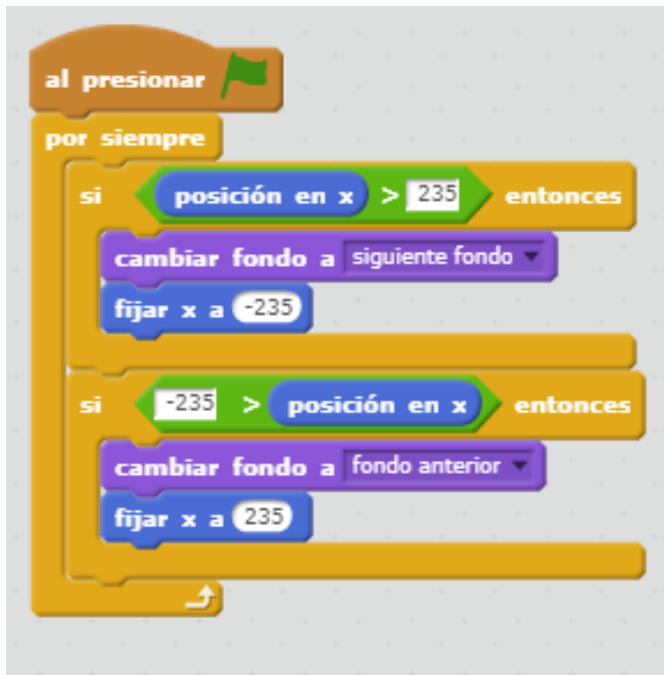 al presionar
por siempre
si posición en x > 235 entonces
cambiar fondo a siguiente fondo
fijar x a -235
si -235 > posición en x entonces
cambiar fondo a fondo anterior
fijar x a 235